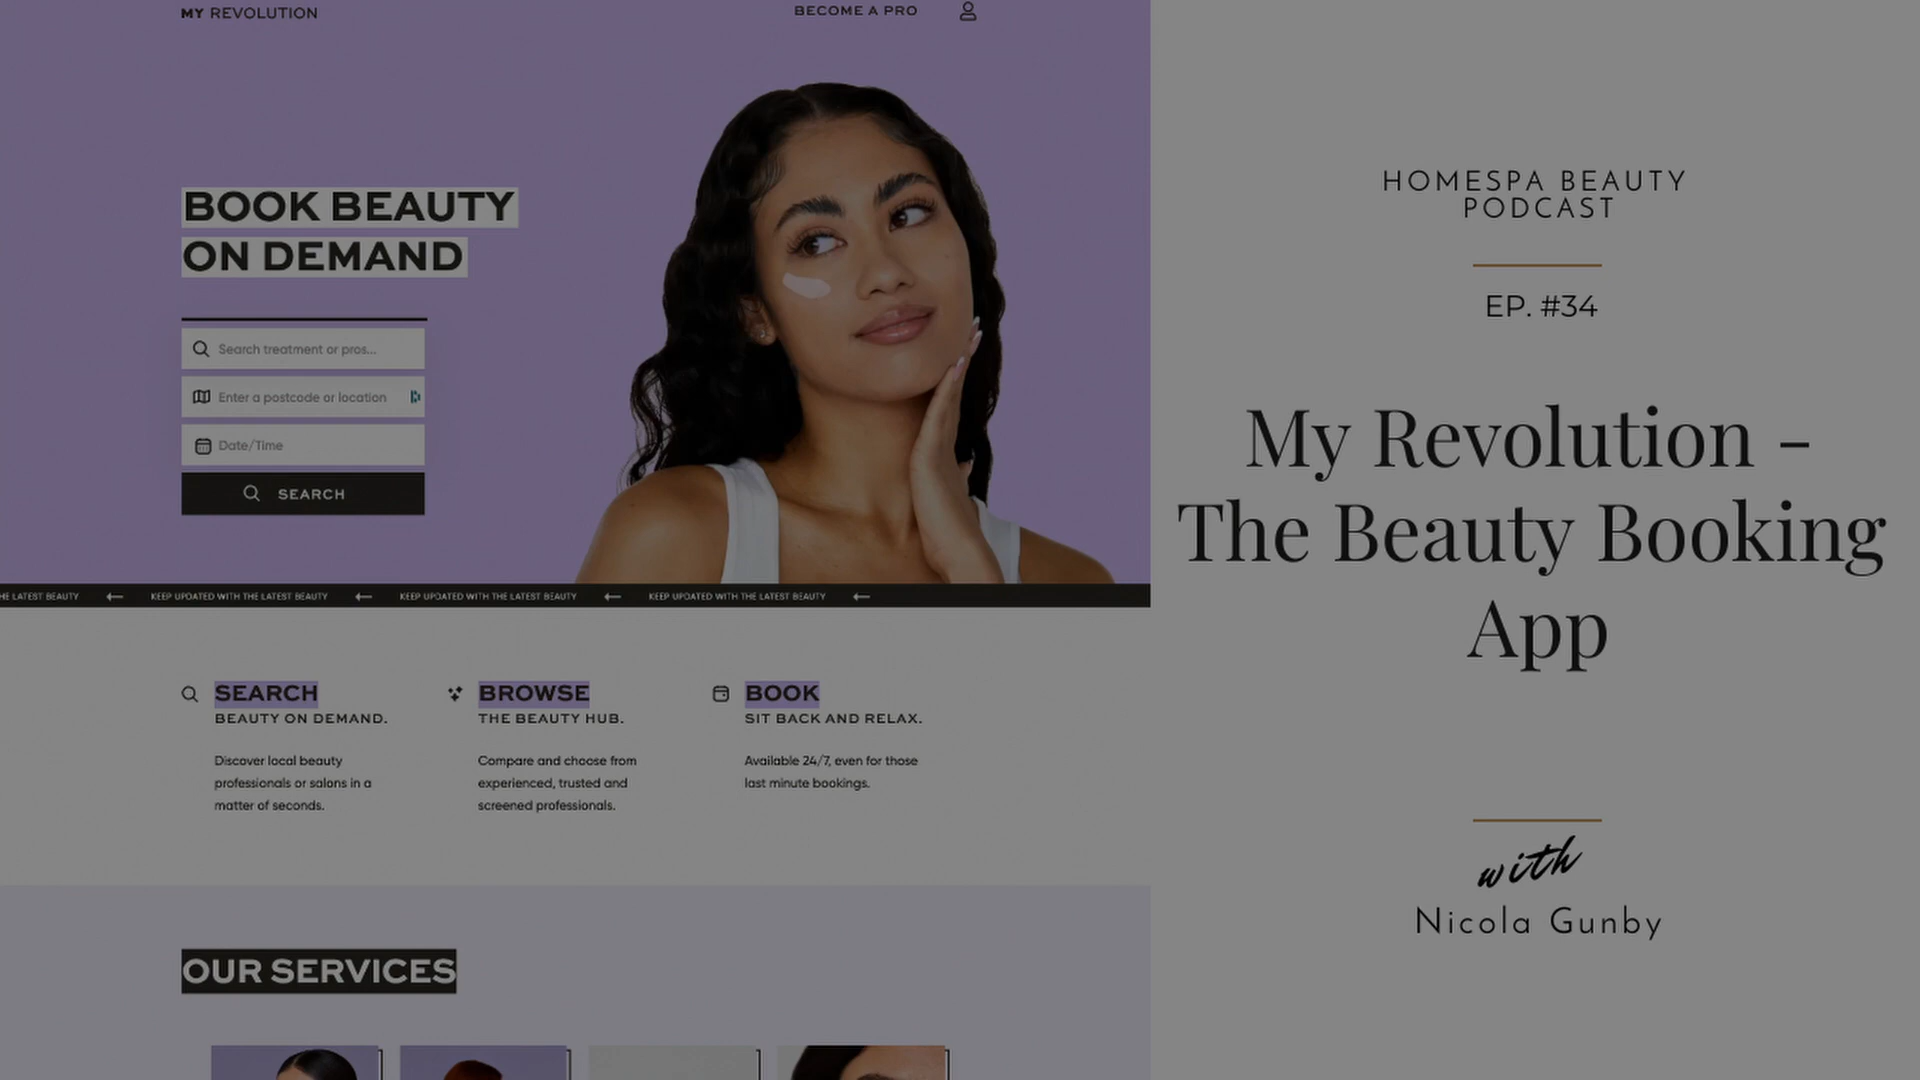 MY REVOLUTION
BECOME A PRO
BOOK BEAUTY
ON DEMAND
Search treatment or pros...
Enter a postcode or location
Date/Time
SEARCH
HE LATEST BEAUTY
KEEP UPDATED WITH THE LATEST BEAUTY
KEEP UPDATED WITH THE LATEST BEAUTY
KEEP UPDATED WITH THE LATEST BEAUTY
SEARCH
BEAUTY ON DEMAND.
Discover local beauty
professionals or salons in a
matter of seconds.
BROWSE
THE BEAUTY HUB.
Compare and choose from
experienced, trusted and
screened professionals.
BOOK
SIT BACK AND RELAX.
Available 24/7, even for those
last minute bookings.
OUR SERVICES
HOMESPA BEAUTY
PODCAST
EP. #34
My Revolution –
The Beauty Booking
App
with
Nicola Gunby